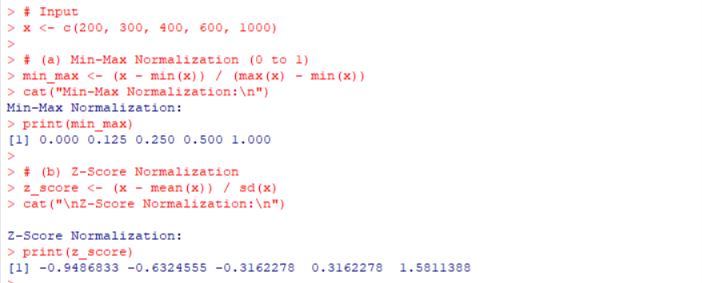 > # Input
> x <- c(200, 300, 400, 600, 1000)
>
> # (a) Min-Max Normalization (0 to 1)
> min_max <- (x - min(x)) / (max(x) - min(x))
> cat("Min-Max Normalization:\n")
Min-Max Normalization:
> print(min_max)
[1] 0.000 0.125 0.250 0.500 1.000
>
> # (b) Z-Score Normalization
> z_score <- (x - mean(x)) / sd(x)
> cat("\nZ-Score Normalization:\n")

Z-Score Normalization:
> print(z_score)
[1] -0.9486833 -0.6324555 -0.3162278  0.3162278  1.5811388
>